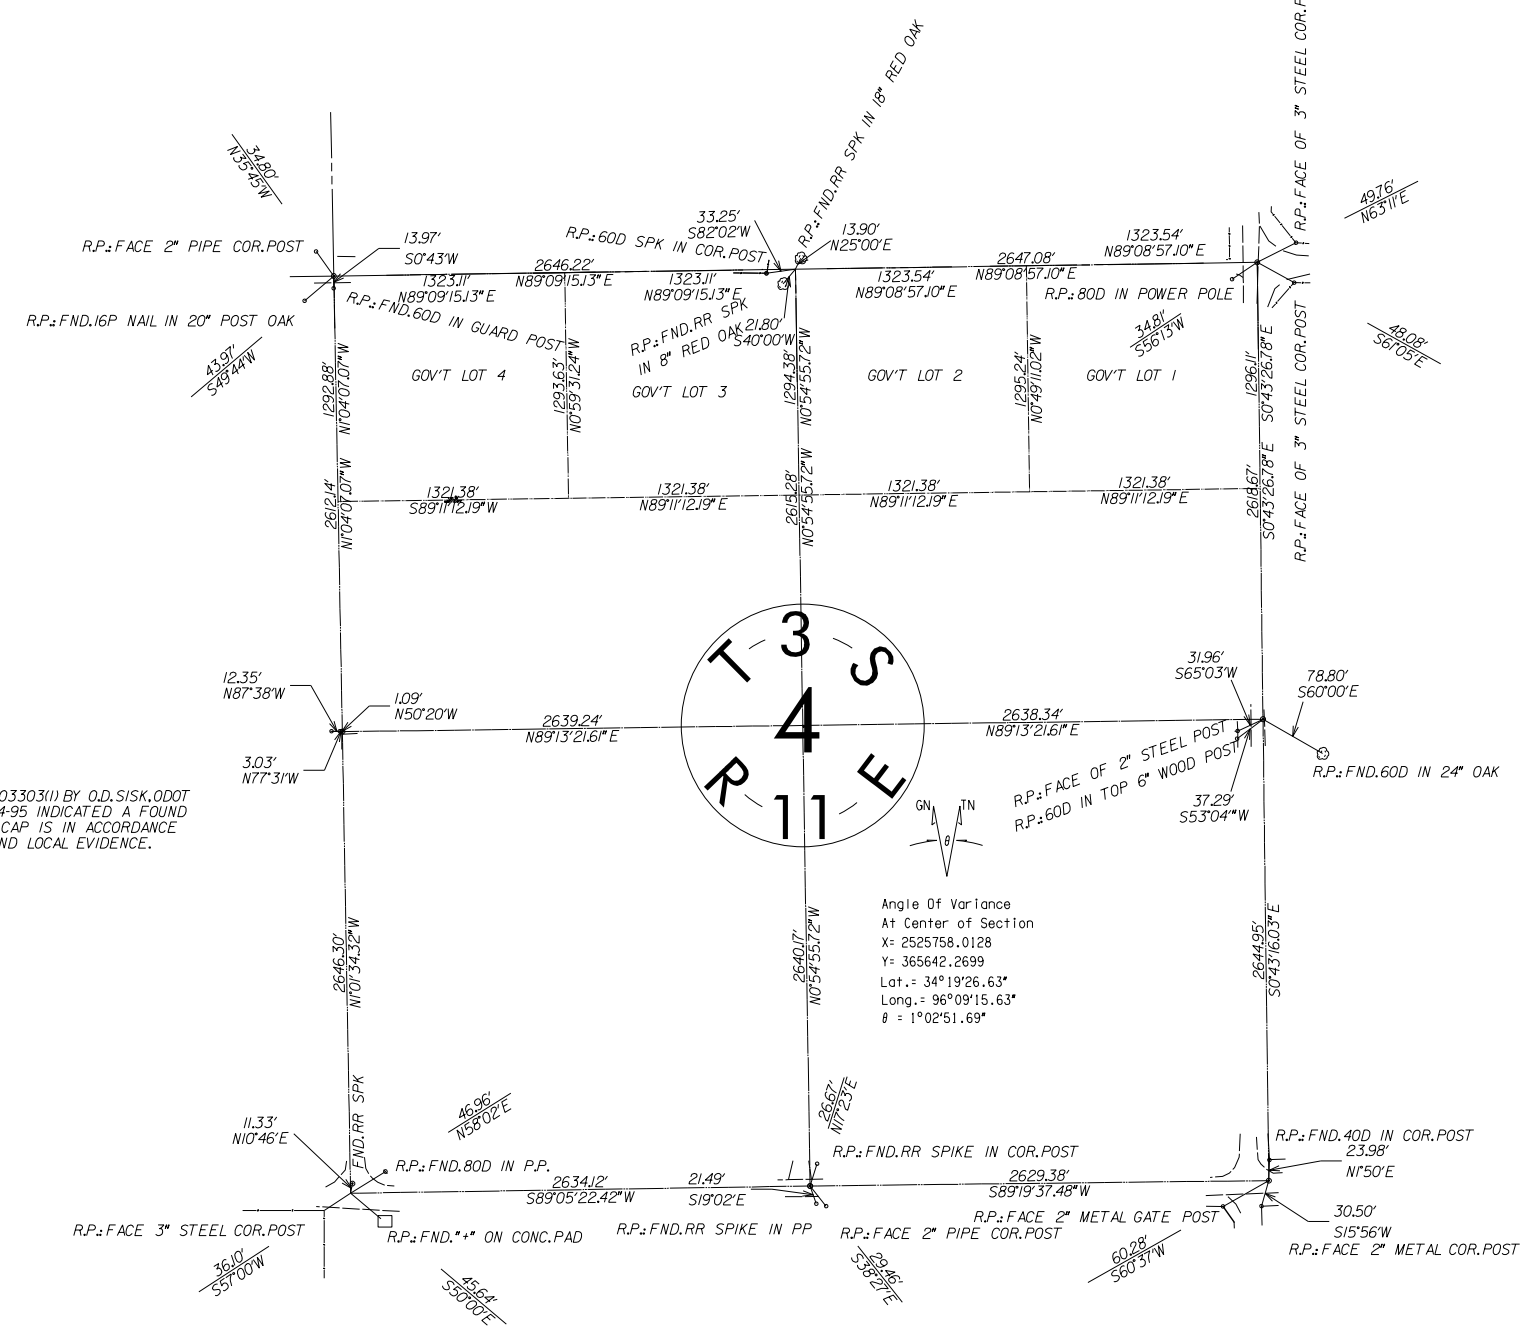 R.P.: FACE OF 3" STEEL COR.P
R.P.: FND.RR SPK IN 18" RED OAK
34.80'
N35°45'W
49.76'
N63°11'E
33.25'
S82°02'W
13.90'
N25°00'E
1323.54'
N89°08'57.10" E
R.P.: FACE 2" PIPE COR.POST
13.97'
S0°43'W
R.P.: 60D SPK IN COR.POST
2646.22'
N89°09'15.13" E
2647.08'
N89°08'57.10" E
1323.11'
N89°09'15.13" E
1323.11'
N89°09'15.13" E
1323.54'
N89°08'57.10" E
R.P.: 80D IN POWER POLE
R.P.: FND.60D IN GUARD POST
R.P.: FND.16P NAIL IN 20" POST OAK
R.P.: FND.RR SPK
IN 8" RED OAK
21.80'
S40°00'W
34.81'
S56°13'W
48.08'
S61°05'E
43.97'
S49°44'W
GOV'T LOT 4
GOV'T LOT 3
GOV'T LOT 2
GOV'T LOT 1
1292.88'
N1°04'07.07" W
1293.63'
N0°59'31.24" W
1294.38'
N0°54'55.72" W
1295.24'
N0°49'11.02" W
1296.11'
S0°43'26.78" E
R.P.: FACE OF 3" STEEL COR.POST
2612.14'
N1°04'07.07" W
1321.38'
S89°11'12.19" W
1321.38'
N89°11'12.19" E
2615.28'
N0°54'55.72" W
1321.38'
N89°11'12.19" E
1321.38'
N89°11'12.19" E
2618.67'
S0°43'26.78" E
T 3 S
4
R 11 E
12.35'
N87°38'W
1.09'
N50°20'W
3.03'
N77°31'W
2639.24'
N89°13'21.61" E
2638.34'
N89°13'21.61" E
31.96'
S65°03'W
78.80'
S60°00'E
R.P.: FACE OF 2" STEEL POST
R.P.: 60D IN TOP 6" WOOD POST
37.29'
S53°04'"W
R.P.: FND.60D IN 24" OAK
03303(1) BY O.D.SISK,ODOT
4-95 INDICATED A FOUND
CAP IS IN ACCORDANCE
ND LOCAL EVIDENCE.
GN TN
θ
Angle Of Variance
At Center of Section
X= 2525758.0128
Y= 365642.2699
Lat.= 34°19'26.63"
Long.= 96°09'15.63"
θ = 1°02'51.69"
2646.30'
N1°01'34.32" W
2640.17'
N0°54'55.72" W
2644.95'
S0°43'16.03" E
11.33'
N10°46'E
FND.RR SPK
46.96'
N58°02'E
26.67'
N17°23'E
R.P.: FND.80D IN P.P.
R.P.: FND.RR SPIKE IN COR.POST
R.P.: FND.40D IN COR.POST
23.98'
N1°50'E
2634.12'
S89°05'22.42" W
21.49'
S19°02'E
2629.38'
S89°19'37.48" W
R.P.: FACE 3" STEEL COR.POST
R.P.: FND."+" ON CONC.PAD
R.P.: FND.RR SPIKE IN PP
R.P.: FACE 2" PIPE COR.POST
R.P.: FACE 2" METAL GATE POST
30.50'
S15°56'W
R.P.: FACE 2" METAL COR.POST
36.10'
S57°00'W
45.64'
S50°00'E
29.46'
S38°27'E
60.28'
S60°37'W